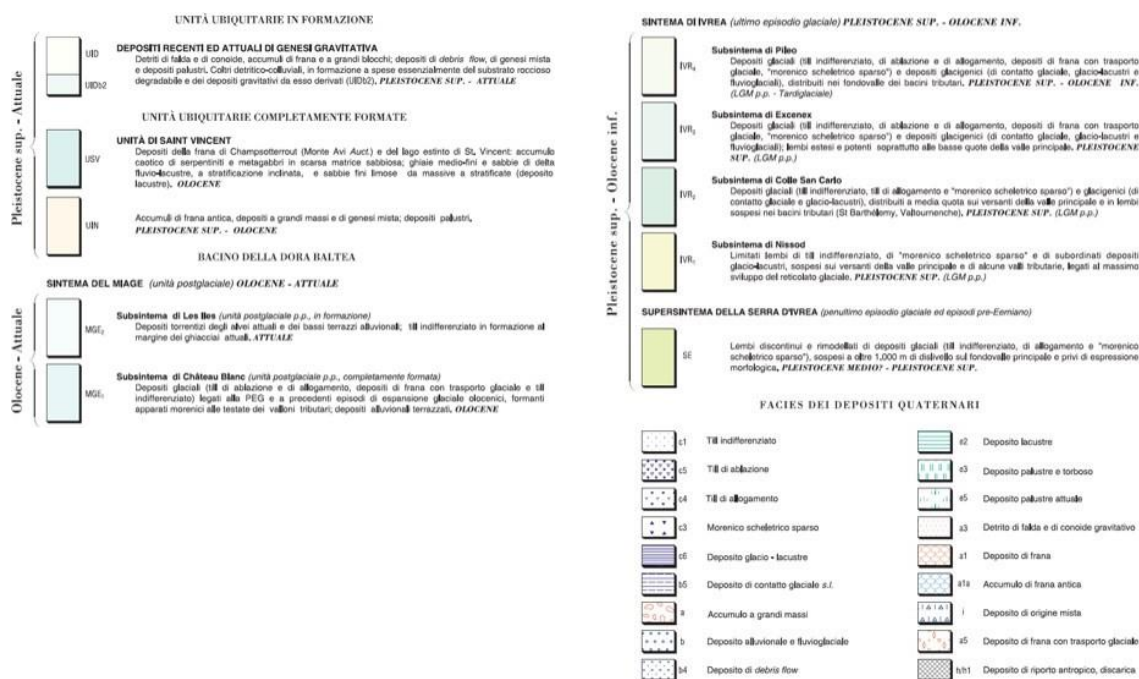 UNITÀ UBIQUITARIE IN FORMAZIONE
Pleistocene sup. - Attuale
UID
UIDb2
DEPOSITI RECENTI ED ATTUALI DI GENESI GRAVITATIVA
Detriti di falda e di conoide, accumuli di frana e a grandi blocchi; depositi di debris flow, di genesi mista
e depositi palustri. Coltri detritico-colluviali, in formazione a spese essenzialmente del substrato roccioso
degradabile e dei depositi gravitativi da esso derivati (UIDb2). PLEISTOCENE SUP. - ATTUALE
UNITÀ UBIQUITARIE COMPLETAMENTE FORMATE
USV
UNITÀ DI SAINT VINCENT
Depositi della frana di Champsotterrout (Monte Avi Auct.) e del lago estinto di St. Vincent: accumulo
caotico di serpentiniti e metagabbri in scarsa matrice sabbiosa; ghiaie medio-fini e sabbie di delta
fluvio-lacustre, a stratificazione inclinata, e sabbie fini limose da massive a stratificate (deposito
lacustre). OLOCENE
UIN
Accumuli di frana antica, depositi a grandi massi e di genesi mista; depositi palustri.
PLEISTOCENE SUP. - OLOCENE
BACINO DELLA DORA BALTEA
SINTEMA DEL MIAGE (unità postglaciale) OLOCENE - ATTUALE
Olocene - Attuale
MGE₂
Subsintema di Les Iles (unità postglaciale p.p., in formazione)
Depositi torrentizi degli alvei attuali e dei bassi terrazzi alluvionali; till indifferenziato in formazione al
margine dei ghiacciai attuali. ATTUALE
MGE₁
Subsintema di Château Blanc (unità postglaciale p.p., completamente formata)
Depositi glaciali (till di ablazione e di allogamento, depositi di frana con trasporto glaciale e till
indifferenziato) legati alla PEG e a precedenti episodi di espansione glaciale olocenici, formanti
apparati morenici alle testate dei valloni tributari; depositi alluvionali terrazzati. OLOCENE
SINTEMA DI IVREA (ultimo episodio glaciale) PLEISTOCENE SUP. - OLOCENE INF.
Pleistocene sup. - Olocene inf.
IVR₄
Subsintema di Pileo
Depositi glaciali (till indifferenziato, di ablazione e di allogamento, depositi di frana con trasporto
glaciale, "morenico scheletrico sparso") e depositi glacigenici (di contatto glaciale, glacio-lacustri e
fluvioglaciali), distribuiti nei fondovalle dei bacini tributari. PLEISTOCENE SUP. - OLOCENE INF.
(LGM p.p. - Tardiglaciale)
IVR₃
Subsintema di Excenex
Depositi glaciali (till indifferenziato, di ablazione e di allogamento, depositi di frana con trasporto
glaciale, "morenico scheletrico sparso") e depositi glacigenici (di contatto glaciale, glacio-lacustri e
fluvioglaciali); lembi estesi e potenti soprattutto alle basse quote della valle principale. PLEISTOCENE
SUP. (LGM p.p.)
IVR₂
Subsintema di Colle San Carlo
Depositi glaciali (till indifferenziato, till di allogamento e "morenico scheletrico sparso") e glacigenici (di
contatto glaciale e glacio-lacustri), distribuiti a media quota sui versanti della valle principale e in lembi
sospesi nei bacini tributari (St Barthélemy, Valtournenche). PLEISTOCENE SUP. (LGM p.p.)
IVR₁
Subsintema di Nissod
Limitati lembi di till indifferenziato, di "morenico scheletrico sparso" e di subordinati depositi
glacio-lacustri, sospesi sui versanti della valle principale e di alcune valli tributarie, legati al massimo
sviluppo del reticolato glaciale. PLEISTOCENE SUP. (LGM p.p.)
SUPERSINTEMA DELLA SERRA D'IVREA (penultimo episodio glaciale ed episodi pre-Eemiano)
SE
Lembi discontinui e rimodellati di depositi glaciali (till indifferenziato, di allogamento e "morenico
scheletrico sparso"), sospesi a oltre 1,000 m di dislivello sul fondovalle principale e privi di espressione
morfologica. PLEISTOCENE MEDIO? - PLEISTOCENE SUP.
FACIES DEI DEPOSITI QUATERNARI
c1 Till indifferenziato
c5 Till di ablazione
c4 Till di allogamento
c3 Morenico scheletrico sparso
c6 Deposito glacio - lacustre
b5 Deposito di contatto glaciale s.l.
a Accumulo a grandi massi
b Deposito alluvionale e fluvioglaciale
b4 Deposito di debris flow
e2 Deposito lacustre
e3 Deposito palustre e torboso
e5 Deposito palustre attuale
a3 Detrito di falda e di conoide gravitativo
a1 Deposito di frana
a1a Accumulo di frana antica
i Deposito di origine mista
a5 Deposito di frana con trasporto glaciale
h/h1 Deposito di riporto antropico, discarica